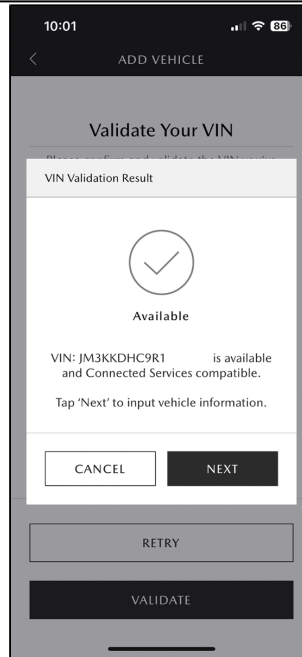 10:01
86
ADD VEHICLE
Validate Your VIN
VIN Validation Result
Available
VIN: JM3KKDHC9R1 is available
and Connected Services compatible.
Tap 'Next' to input vehicle information.
CANCEL NEXT
RETRY
VALIDATE